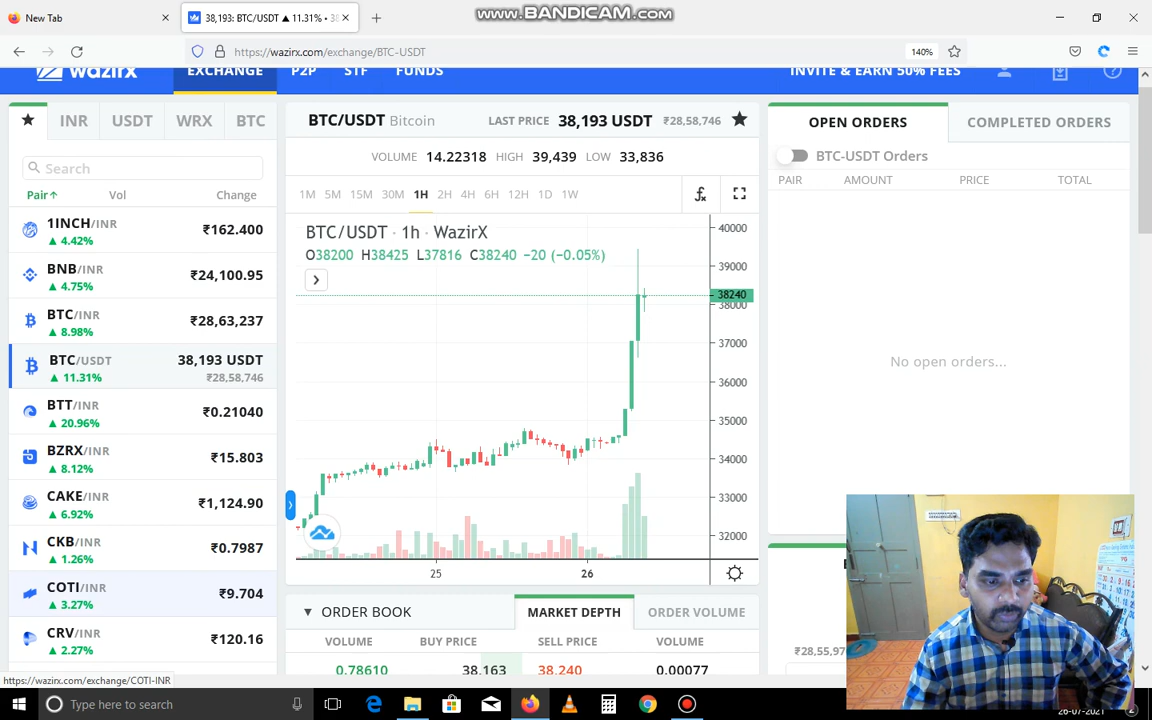 www.BANDICAM.com
New Tab
38,193: BTC/USDT ▲ 11.31% • 38
https://wazirx.com/exchange/BTC-USDT
140%
wazirx
EXCHANGE
P2P
STF
FUNDS
INVITE & EARN 50% FEES
INR
USDT
WRX
BTC
Search
Pair↑ Vol Change
1INCH/INR ₹162.400
▲ 4.42%
BNB/INR ₹24,100.95
▲ 4.75%
BTC/INR ₹28,63,237
▲ 8.98%
BTC/USDT 38,193 USDT
▲ 11.31% ₹28,58,746
BTT/INR ₹0.21040
▲ 20.96%
BZRX/INR ₹15.803
▲ 8.12%
CAKE/INR ₹1,124.90
▲ 6.92%
CKB/INR ₹0.7987
▲ 1.26%
COTI/INR ₹9.704
▲ 3.27%
CRV/INR ₹120.16
▲ 2.27%
https://wazirx.com/exchange/COTI-INR
BTC/USDT Bitcoin
LAST PRICE 38,193 USDT ₹28,58,746
VOLUME 14.22318 HIGH 39,439 LOW 33,836
1M 5M 15M 30M 1H 2H 4H 6H 12H 1D 1W
BTC/USDT · 1h · WazirX
O38200 H38425 L37816 C38240 −20 (−0.05%)
40000
39000
38240
38000
37000
36000
35000
34000
33000
32000
25 26
▼ ORDER BOOK
MARKET DEPTH
ORDER VOLUME
VOLUME BUY PRICE SELL PRICE VOLUME
0.78610 38,163 38,240 0.00077
OPEN ORDERS
COMPLETED ORDERS
BTC-USDT Orders
PAIR AMOUNT PRICE TOTAL
No open orders...
₹28,55,97
Type here to search
26-07-2021